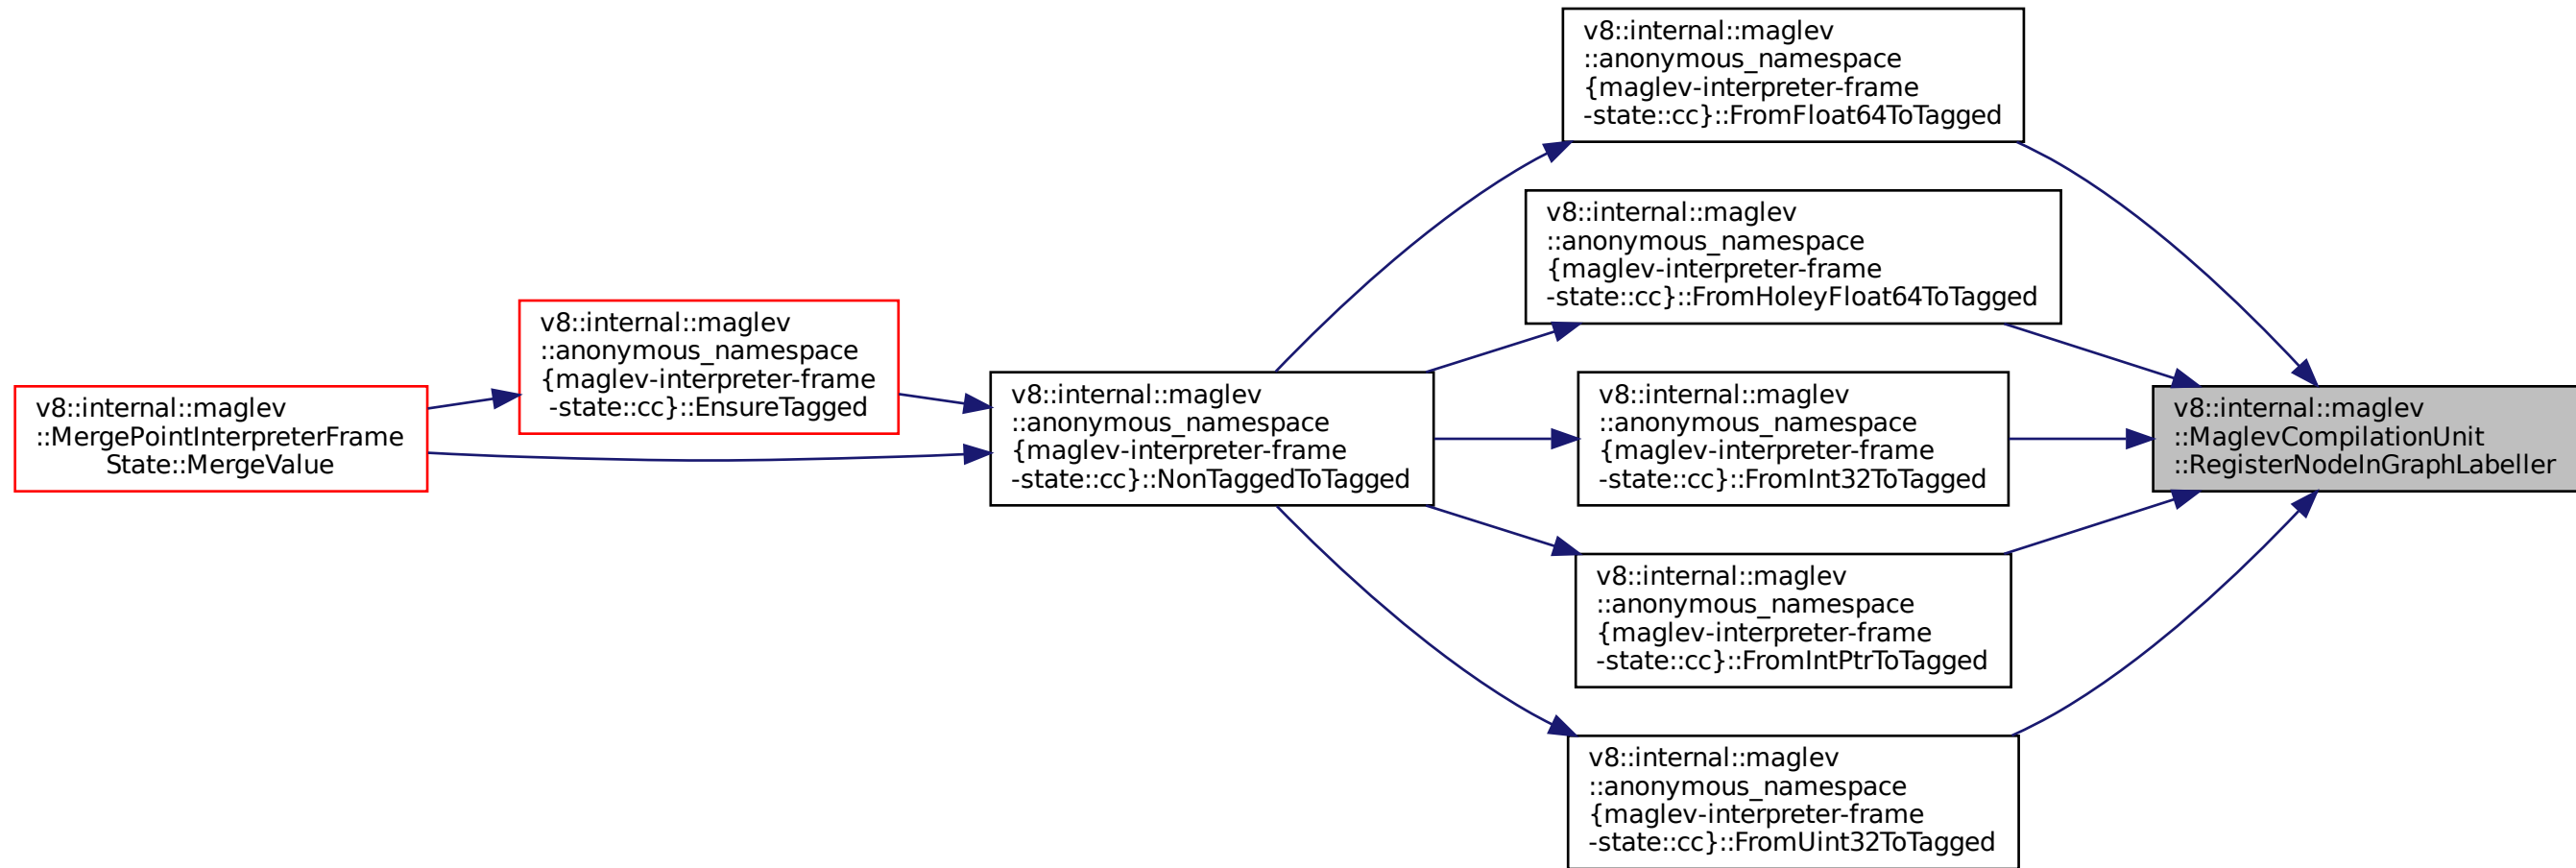 v8::internal::maglev
::MergePointInterpreterFrame
State::MergeValue
v8::internal::maglev
::anonymous_namespace
{maglev-interpreter-frame
-state::cc}::EnsureTagged
v8::internal::maglev
::anonymous_namespace
{maglev-interpreter-frame
-state::cc}::NonTaggedToTagged
v8::internal::maglev
::anonymous_namespace
{maglev-interpreter-frame
-state::cc}::FromFloat64ToTagged
v8::internal::maglev
::anonymous_namespace
{maglev-interpreter-frame
-state::cc}::FromHoleyFloat64ToTagged
v8::internal::maglev
::anonymous_namespace
{maglev-interpreter-frame
-state::cc}::FromInt32ToTagged
v8::internal::maglev
::anonymous_namespace
{maglev-interpreter-frame
-state::cc}::FromIntPtrToTagged
v8::internal::maglev
::anonymous_namespace
{maglev-interpreter-frame
-state::cc}::FromUint32ToTagged
v8::internal::maglev
::MaglevCompilationUnit
::RegisterNodeInGraphLabeller